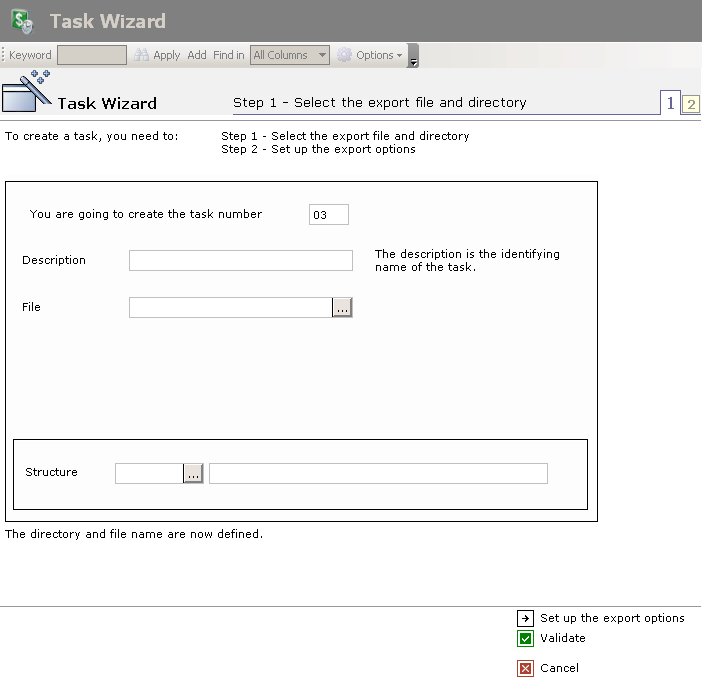 Task Wizard
Keyword Apply Add Find in All Columns Options
Task Wizard Step 1 - Select the export file and directory 1 2
To create a task, you need to: Step 1 - Select the export file and directory
Step 2 - Set up the export options
You are going to create the task number 03
Description The description is the identifying
name of the task.
File ...
Structure ...
The directory and file name are now defined.
Set up the export options
Validate
Cancel